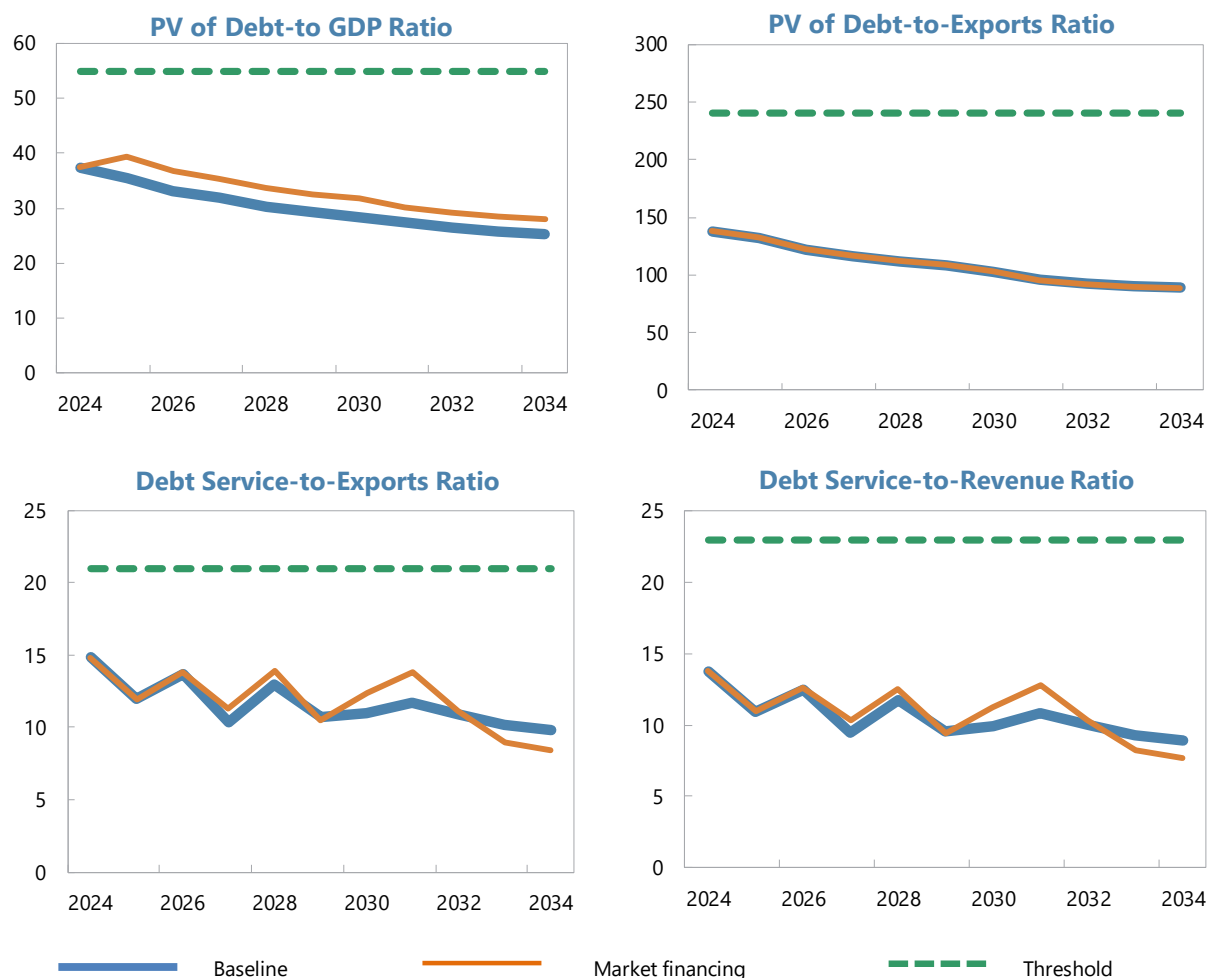 PV of Debt-to GDP Ratio
60
50
40
30
20
10
0
2024 2026 2028 2030 2032 2034
PV of Debt-to-Exports Ratio
300
250
200
150
100
50
0
2024 2026 2028 2030 2032 2034
Debt Service-to-Exports Ratio
25
20
15
10
5
0
2024 2026 2028 2030 2032 2034
Debt Service-to-Revenue Ratio
25
20
15
10
5
0
2024 2026 2028 2030 2032 2034
Baseline Market financing Threshold